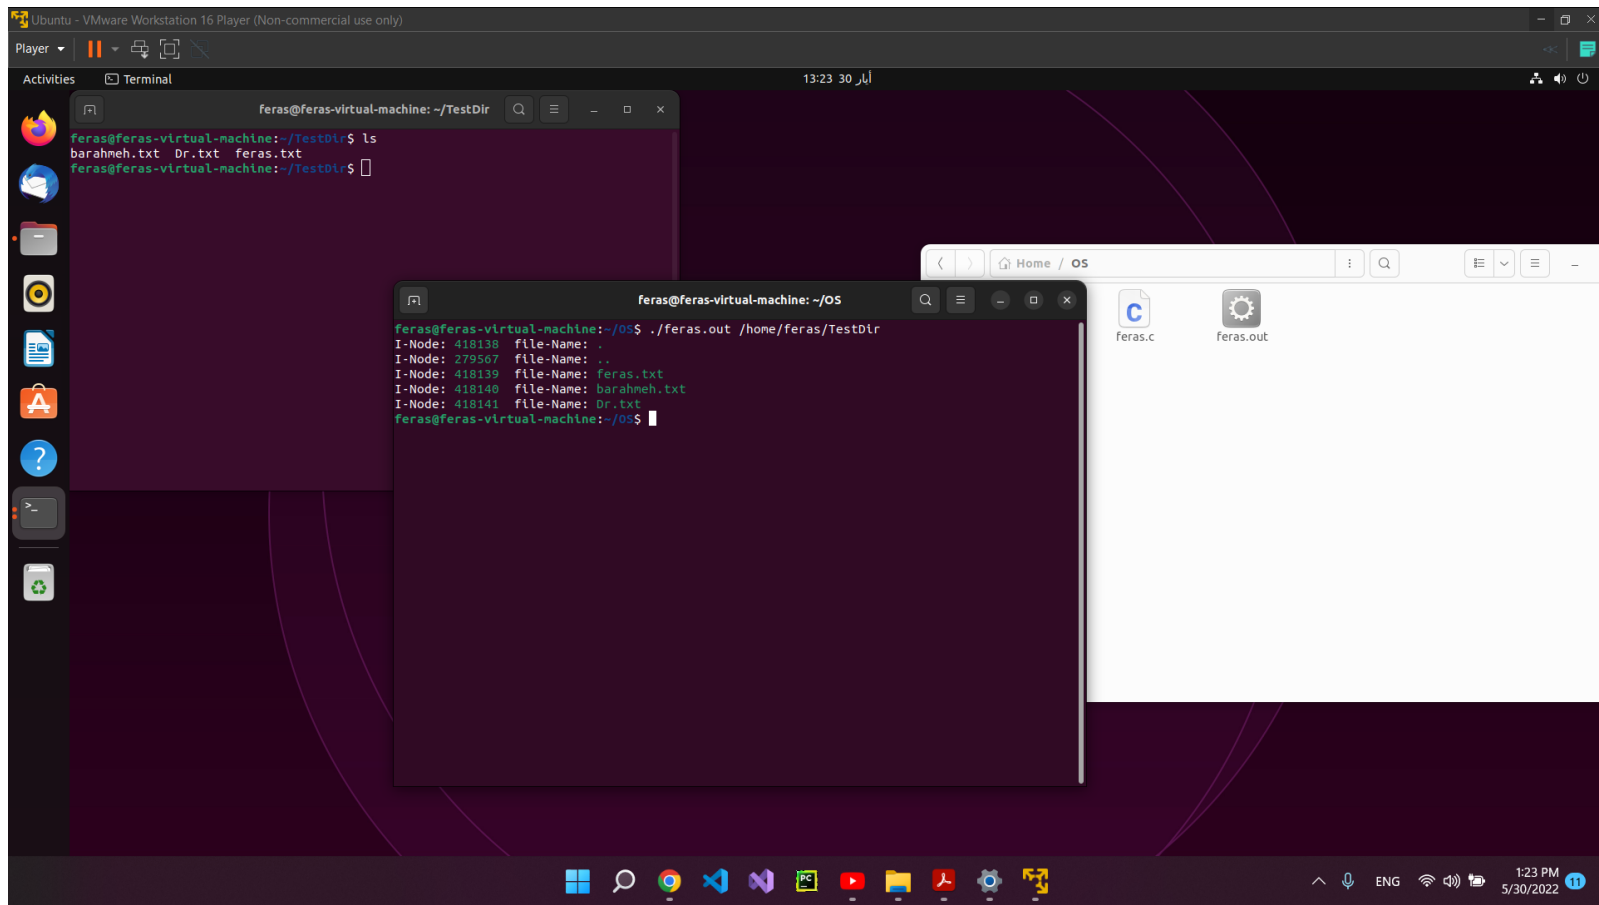 Ubuntu - VMware Workstation 16 Player (Non-commercial use only)
Player
Activities
Terminal
أيار 30 13:23
feras@feras-virtual-machine: ~/TestDir
feras@feras-virtual-machine:~/TestDir$ ls
barahmeh.txt Dr.txt feras.txt
feras@feras-virtual-machine:~/TestDir$
Home / OS
feras.c
feras.out
feras@feras-virtual-machine: ~/OS
feras@feras-virtual-machine:~/OS$ ./feras.out /home/feras/TestDir
I-Node: 418138 file-Name: .
I-Node: 279567 file-Name: ..
I-Node: 418139 file-Name: feras.txt
I-Node: 418140 file-Name: barahmeh.txt
I-Node: 418141 file-Name: Dr.txt
feras@feras-virtual-machine:~/OS$
ENG
1:23 PM
5/30/2022
11